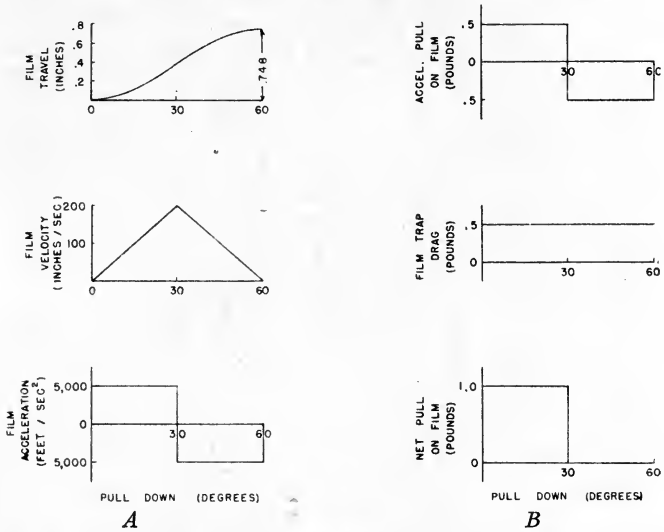 FILM
TRAVEL
(INCHES)
.8
.6
.4
.2
0
30
60
.748
FILM
VELOCITY
(INCHES / SEC)
200
100
0
30
60
FILM
ACCELERATION
(FEET / SEC²)
5,000
0
5,000
30
60
PULL DOWN (DEGREES)
A
ACCEL. PULL
ON FILM
(POUNDS)
.5
0
.5
30
60
FILM TRAP
DRAG
(POUNDS)
.5
0
30
60
NET PULL
ON FILM
(POUNDS)
1.0
0
30
60
PULL DOWN (DEGREES)
B